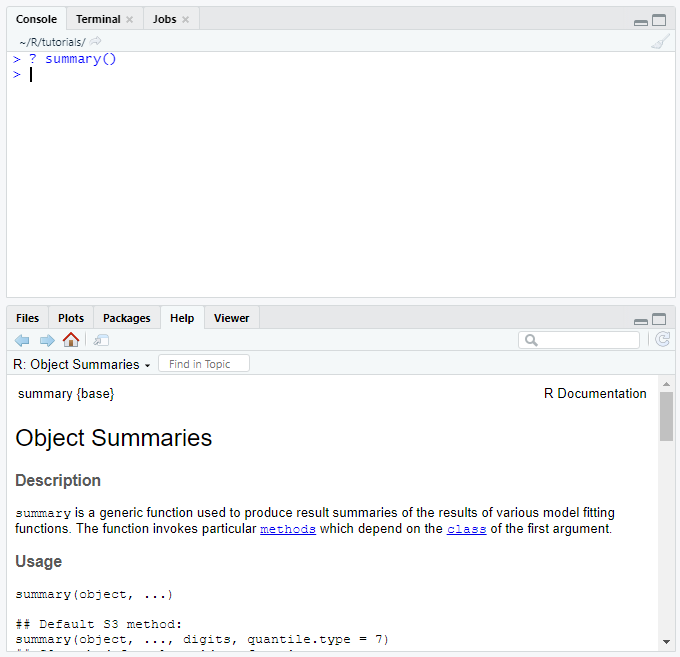 Console Terminal Jobs
~/R/tutorials/
> ? summary()
>
Files Plots Packages Help Viewer
R: Object Summaries Find in Topic
summary {base} R Documentation
Object Summaries
Description
summary is a generic function used to produce result summaries of the results of various model fitting
functions. The function invokes particular methods which depend on the class of the first argument.
Usage
summary(object, ...)
## Default S3 method:
summary(object, ..., digits, quantile.type = 7)